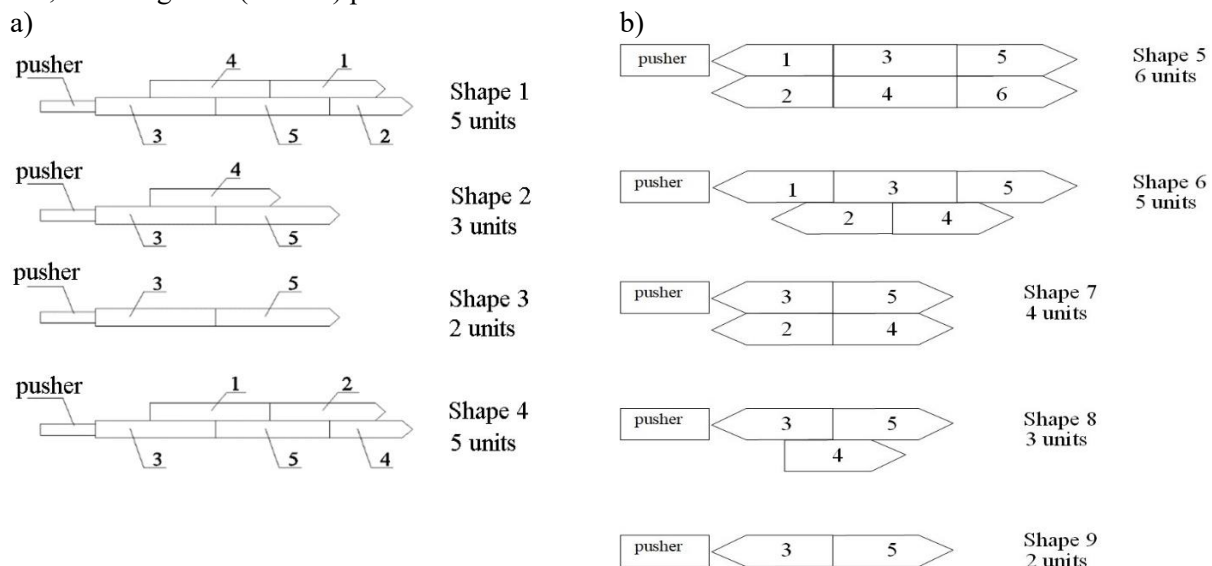 a)
4
1
pusher
Shape 1
5 units
3
5
2
4
pusher
Shape 2
3 units
3
5
pusher
3
5
Shape 3
2 units
pusher
1
2
Shape 4
5 units
3
5
4
b)
pusher
1
3
5
Shape 5
6 units
2
4
6
pusher
1
3
5
Shape 6
5 units
2
4
pusher
3
5
Shape 7
4 units
2
4
pusher
3
5
Shape 8
3 units
4
pusher
3
5
Shape 9
2 units